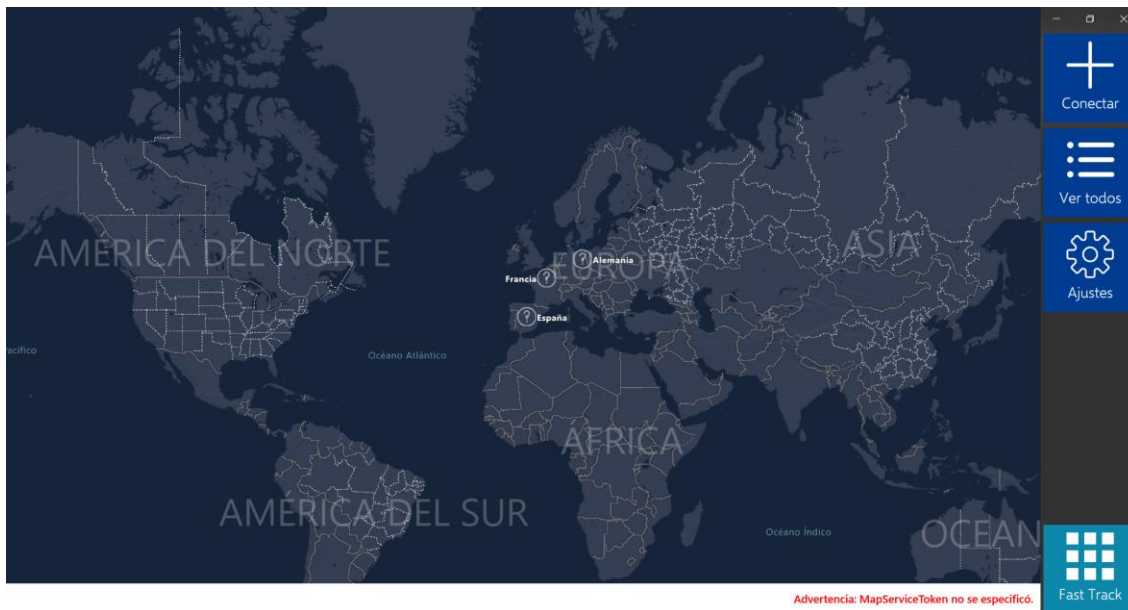 Conectar
Ver todos
Ajustes
AMÉRICA DEL NORTE
EUROPA
ASIA
Alemania
Francia
España
Pacífico
Océano Atlántico
ÁFRICA
AMÉRICA DEL SUR
Océano Índico
OCEAN
Fast Track
Advertencia: MapServiceToken no se especificó.